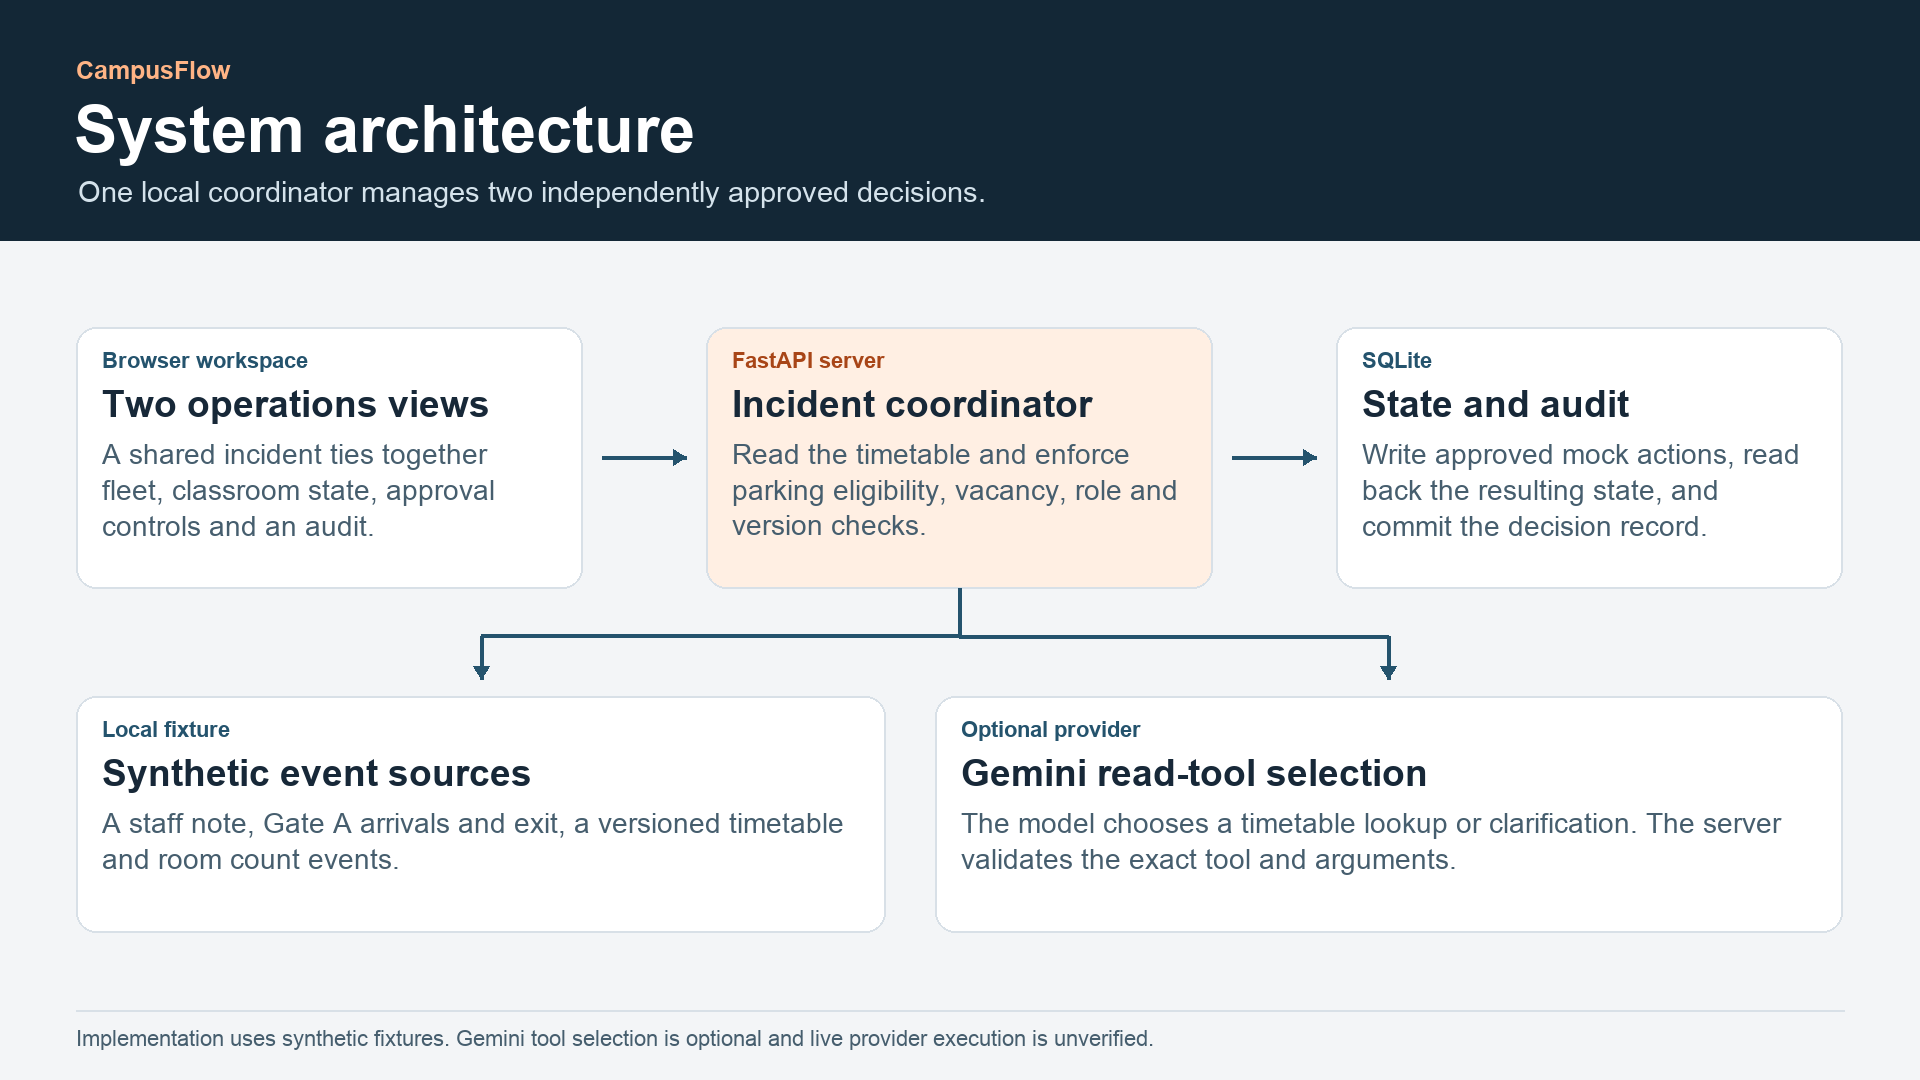 CampusFlow
System architecture
One local coordinator manages two independently approved decisions.
Browser workspace
Two operations views
A shared incident ties together
fleet, classroom state, approval
controls and an audit.
FastAPI server
Incident coordinator
Read the timetable and enforce
parking eligibility, vacancy, role and
version checks.
SQLite
State and audit
Write approved mock actions, read
back the resulting state, and
commit the decision record.
Local fixture
Synthetic event sources
A staff note, Gate A arrivals and exit, a versioned timetable
and room count events.
Optional provider
Gemini read-tool selection
The model chooses a timetable lookup or clarification. The server
validates the exact tool and arguments.
Implementation uses synthetic fixtures. Gemini tool selection is optional and live provider execution is unverified.